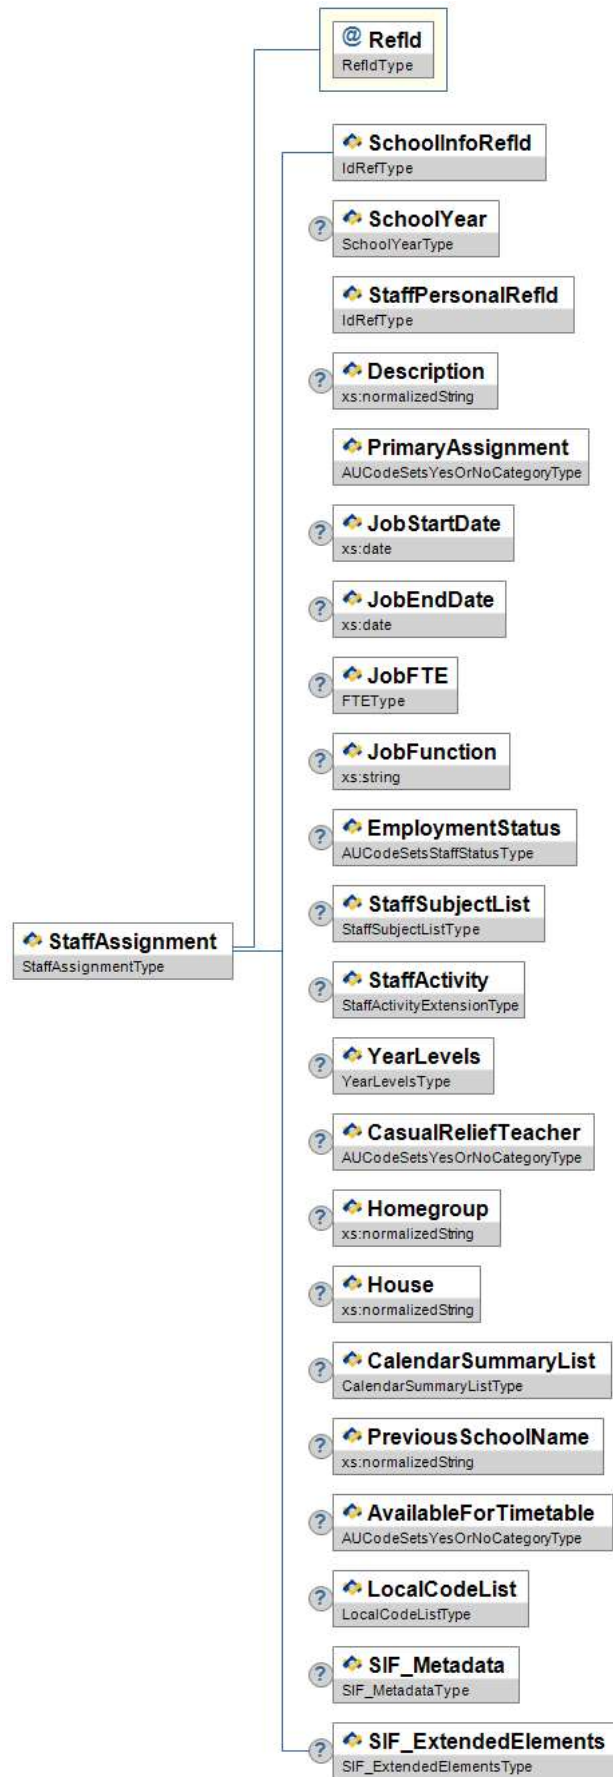 @ RefId
RefIdType
SchoolInfoRefId
IdRefType
?
SchoolYear
SchoolYearType
StaffPersonalRefId
IdRefType
?
Description
xs:normalizedString
PrimaryAssignment
AUCodeSetsYesOrNoCategoryType
?
JobStartDate
xs:date
?
JobEndDate
xs:date
?
JobFTE
FTEType
?
JobFunction
xs:string
?
EmploymentStatus
AUCodeSetsStaffStatusType
?
StaffSubjectList
StaffSubjectListType
StaffAssignment
StaffAssignmentType
?
StaffActivity
StaffActivityExtensionType
?
YearLevels
YearLevelsType
?
CasualReliefTeacher
AUCodeSetsYesOrNoCategoryType
?
Homegroup
xs:normalizedString
?
House
xs:normalizedString
?
CalendarSummaryList
CalendarSummaryListType
?
PreviousSchoolName
xs:normalizedString
?
AvailableForTimetable
AUCodeSetsYesOrNoCategoryType
?
LocalCodeList
LocalCodeListType
?
SIF_Metadata
SIF_MetadataType
?
SIF_ExtendedElements
SIF_ExtendedElementsType